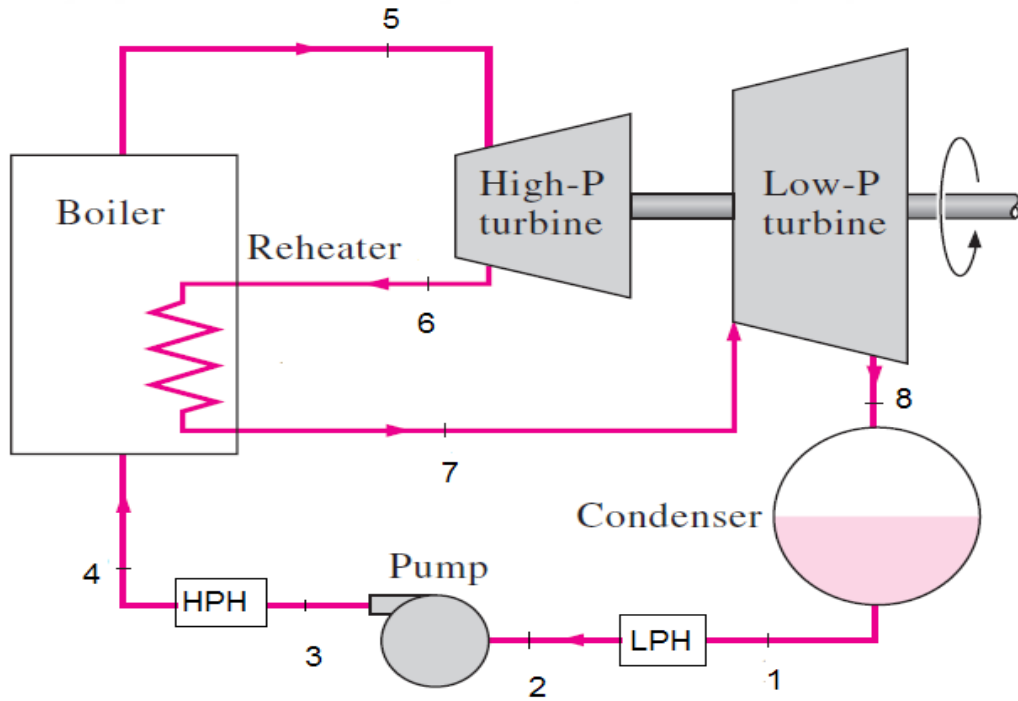 5
High-P
turbine
Low-P
turbine
Boiler
Reheater
6
7
8
Condenser
4
HPH
3
Pump
2
LPH
1